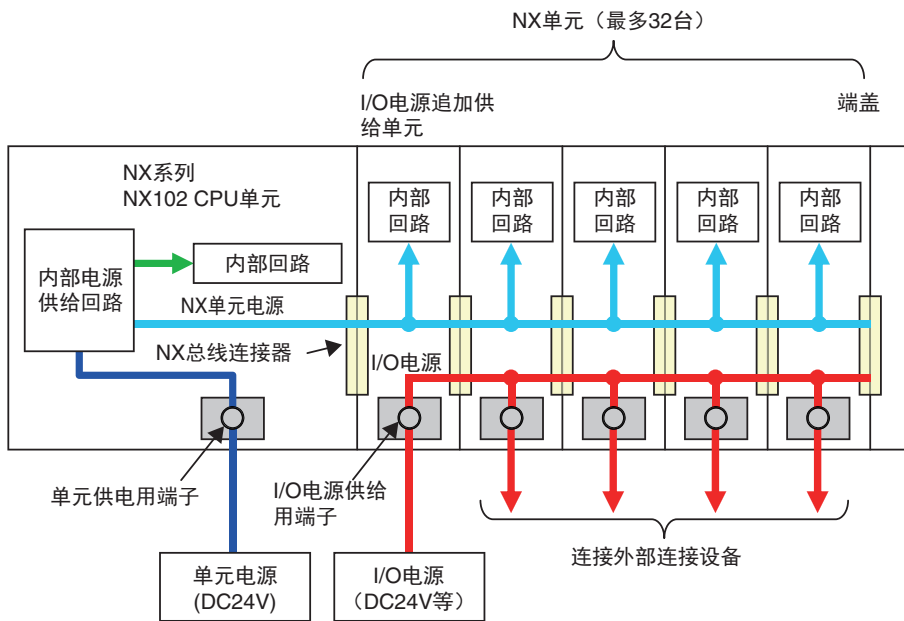 NX单元（最多32台）
I/O电源追加供
给单元
端盖
NX系列
NX102 CPU单元
内部
回路
内部
回路
内部
回路
内部
回路
内部
回路
内部电源
供给回路
内部回路
NX单元电源
NX总线连接器
I/O电源
单元供电用端子
I/O电源供给
用端子
连接外部连接设备
单元电源
(DC24V)
I/O电源
（DC24V等）